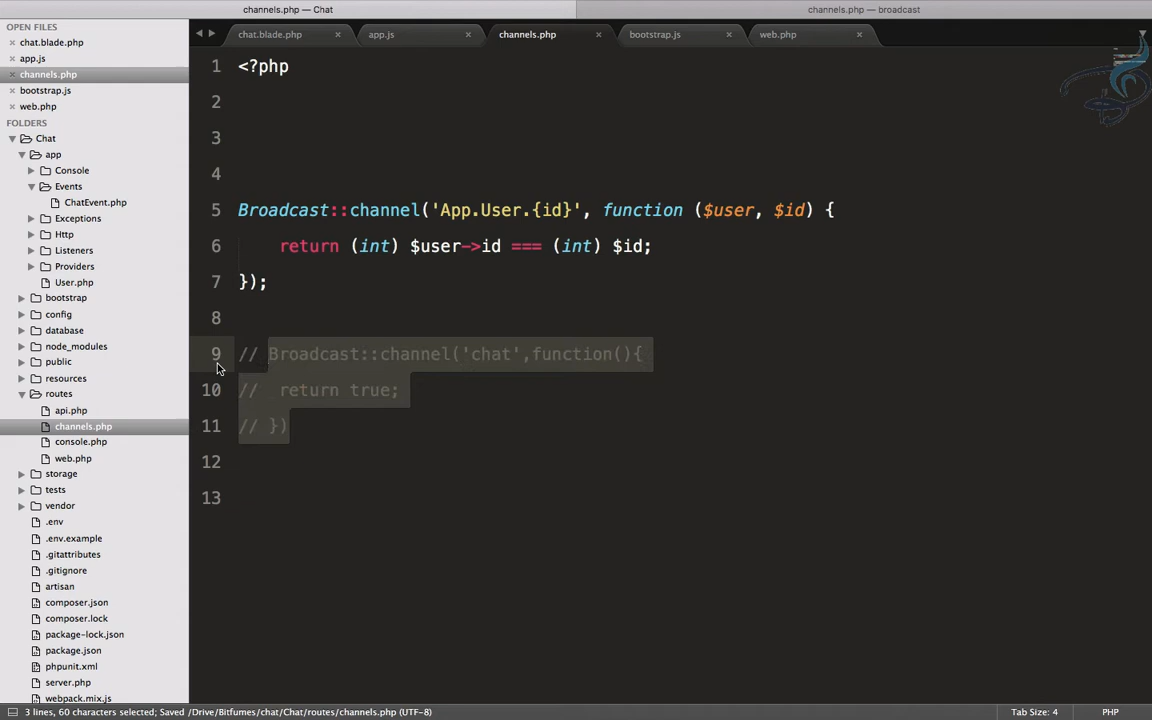 channels.php — Chat
channels.php — broadcast
OPEN FILES
× chat.blade.php
× app.js
× channels.php
× bootstrap.js
× web.php
FOLDERS
Chat
app
Console
Events
ChatEvent.php
Exceptions
Http
Listeners
Providers
User.php
bootstrap
config
database
node_modules
public
resources
routes
api.php
channels.php
console.php
web.php
storage
tests
vendor
.env
.env.example
.gitattributes
.gitignore
artisan
composer.json
composer.lock
package-lock.json
package.json
phpunit.xml
server.php
webpack.mix.js
chat.blade.php ×
app.js ×
channels.php ×
bootstrap.js ×
web.php ×
1 <?php
2
3
4
5 Broadcast::channel('App.User.{id}', function ($user, $id) {
6 return (int) $user->id === (int) $id;
7 });
8
9 // Broadcast::channel('chat',function(){
10 // return true;
11 // })
12
13
3 lines, 60 characters selected; Saved /Drive/Bitfumes/chat/Chat/routes/channels.php (UTF-8)
Tab Size: 4
PHP